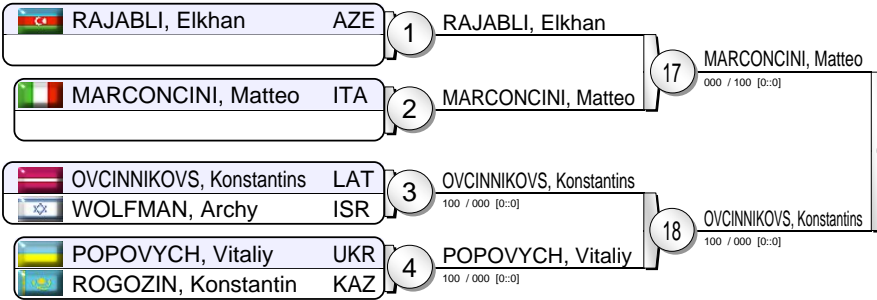 RAJABLI, Elkhan AZE
1
RAJABLI, Elkhan
MARCONCINI, Matteo ITA
2
MARCONCINI, Matteo
17
MARCONCINI, Matteo
000 / 100 [0::0]
OVCINNIKOVS, Konstantins LAT
WOLFMAN, Archy ISR
3
OVCINNIKOVS, Konstantins
100 / 000 [0::0]
POPOVYCH, Vitaliy UKR
ROGOZIN, Konstantin KAZ
4
POPOVYCH, Vitaliy
100 / 000 [0::0]
18
OVCINNIKOVS, Konstantins
100 / 000 [0::0]